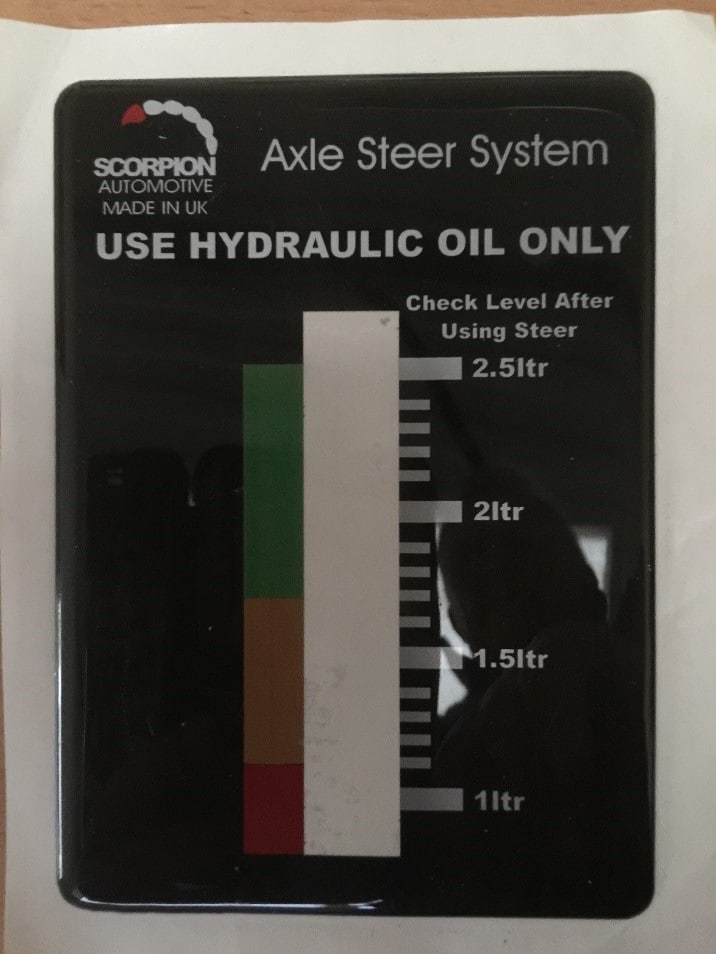 SCORPION
AUTOMOTIVE
MADE IN UK
Axle Steer System
USE HYDRAULIC OIL ONLY
Check Level After
Using Steer
2.5ltr
2ltr
1.5ltr
1ltr